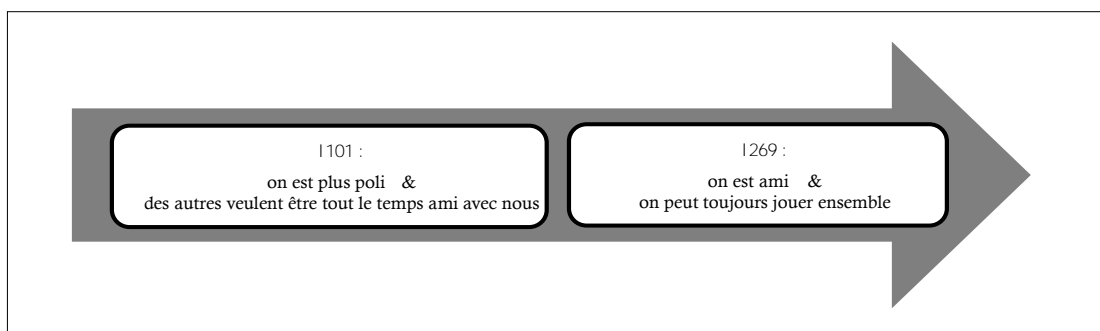 I101 :
on est plus poli &
des autres veulent être tout le temps ami avec nous
I269 :
on est ami &
on peut toujours jouer ensemble